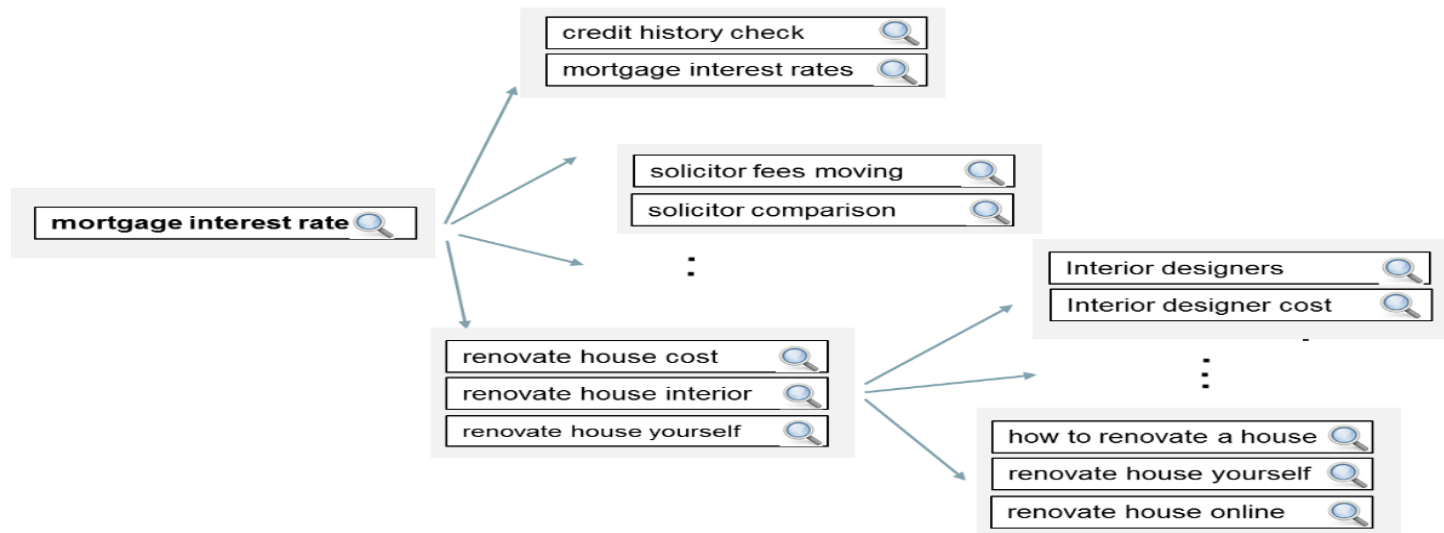 credit history check
mortgage interest rates
solicitor fees moving
solicitor comparison
mortgage interest rate
Interior designers
Interior designer cost
renovate house cost
renovate house interior
renovate house yourself
how to renovate a house
renovate house yourself
renovate house online